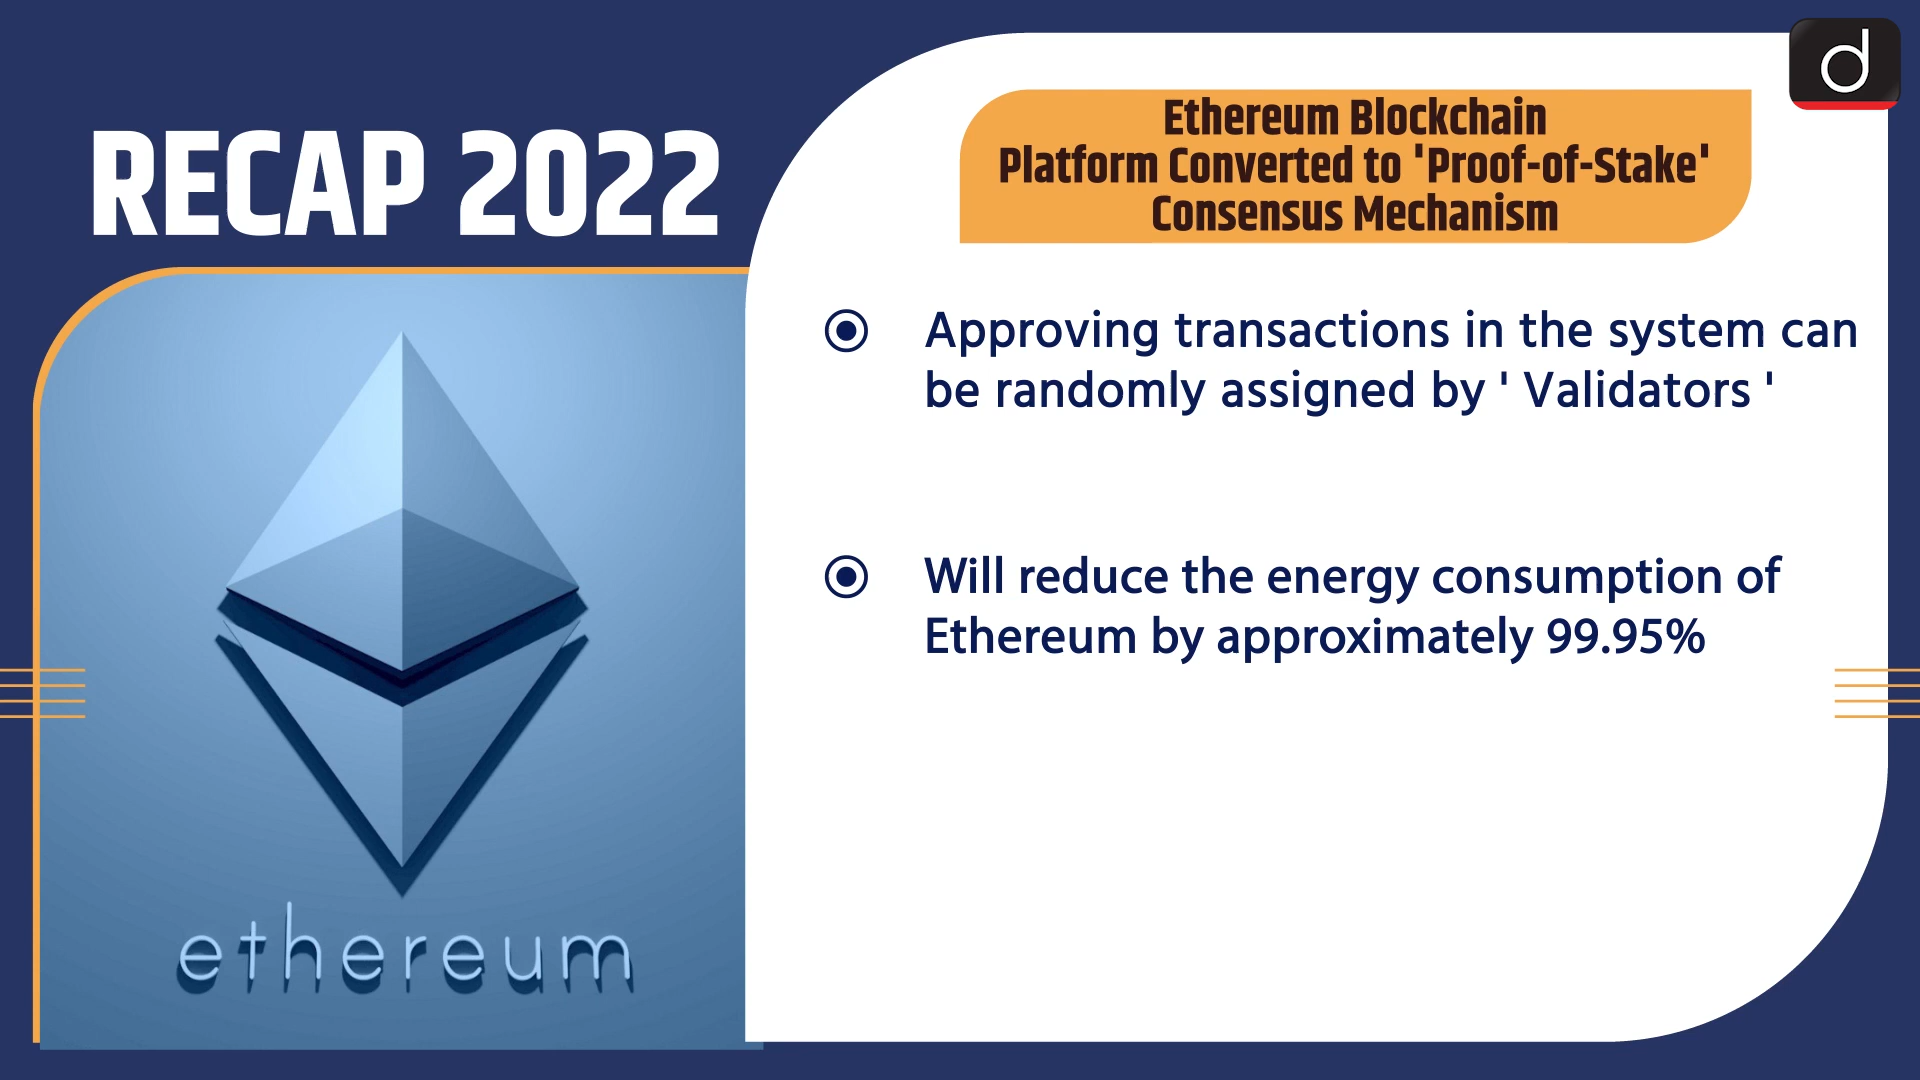 RECAP 2022
ethereum
d
Ethereum Blockchain
Platform Converted to 'Proof-of-Stake'
Consensus Mechanism
Approving transactions in the system can
be randomly assigned by ' Validators '
Will reduce the energy consumption of
Ethereum by approximately 99.95%